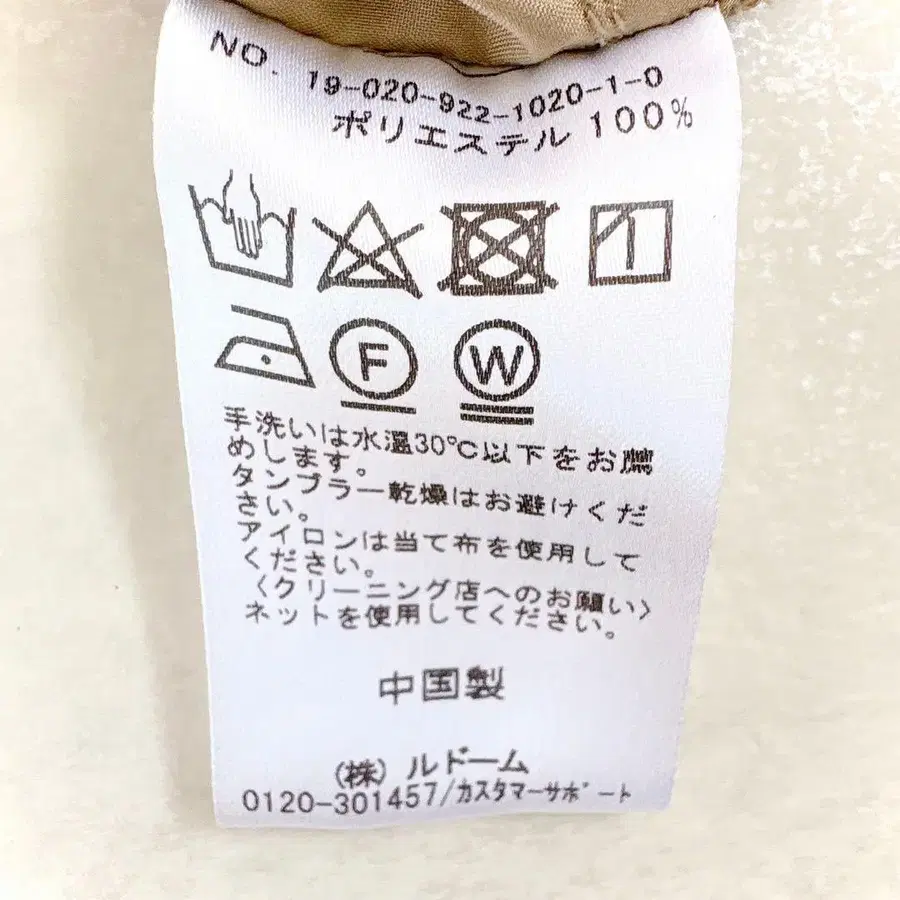 NO. 19-020-922-1020-1-0
ポリエステル 100%
F
W
手洗いは水温30℃以下をお薦
めします。
タンブラー乾燥はお避けくだ
さい。
アイロンは当て布を使用して
ください。
〈クリーニング店へのお願い〉
ネットを使用してください。
中国製
(株) ルドーム
0120-301457/カスタマーサポート